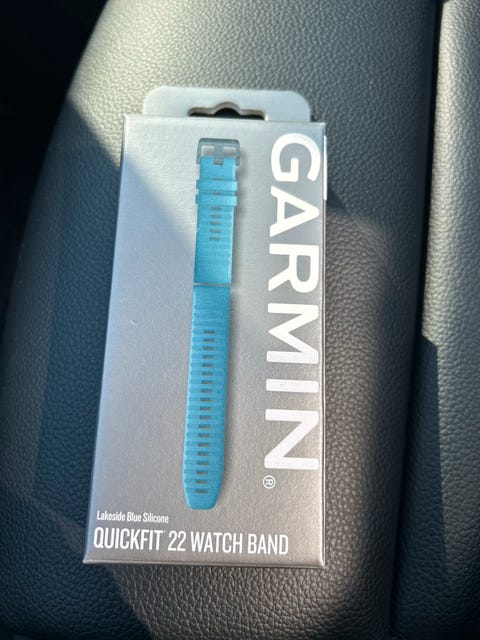 GARMIN®
Lakeside Blue Silicone
QUICKFIT 22 WATCH BAND